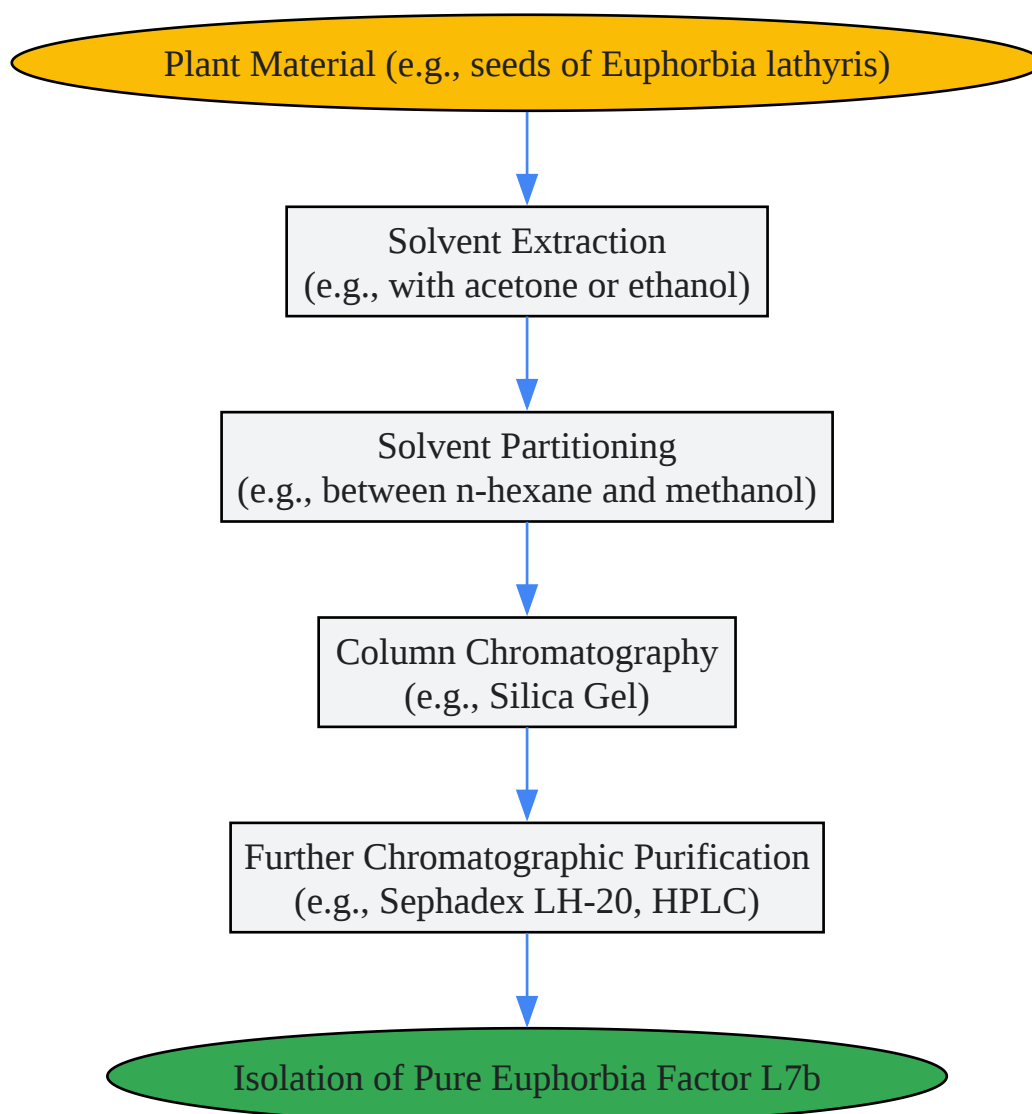 Plant Material (e.g., seeds of Euphorbia lathyris)
Solvent Extraction
(e.g., with acetone or ethanol)
Solvent Partitioning
(e.g., between n-hexane and methanol)
Column Chromatography
(e.g., Silica Gel)
Further Chromatographic Purification
(e.g., Sephadex LH-20, HPLC)
Isolation of Pure Euphorbia Factor L7b